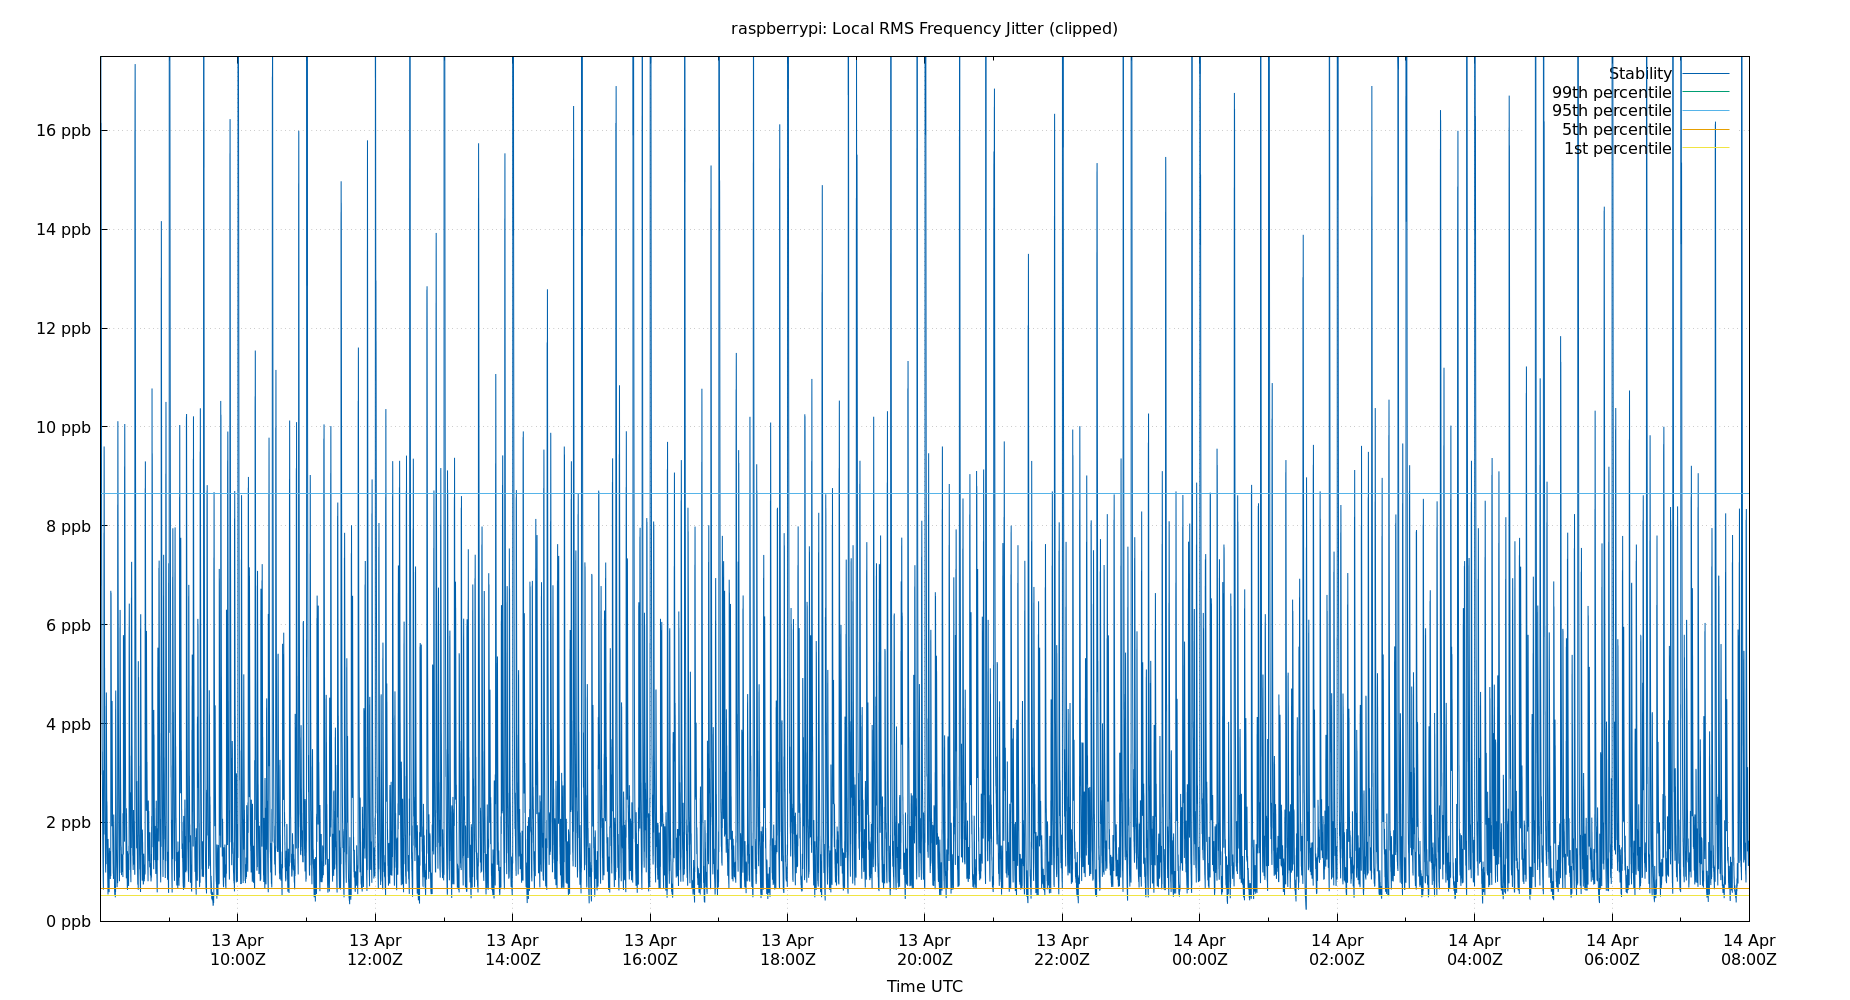 raspberrypi: Local RMS Frequency Jitter (clipped)
Stability
99th percentile
95th percentile
5th percentile
1st percentile
16 ppb
14 ppb
12 ppb
10 ppb
8 ppb
6 ppb
4 ppb
2 ppb
0 ppb
13 Apr 13 Apr 13 Apr 13 Apr 13 Apr 13 Apr 13 Apr 14 Apr 14 Apr 14 Apr 14 Apr 14 Apr
10:00Z 12:00Z 14:00Z 16:00Z 18:00Z 20:00Z 22:00Z 00:00Z 02:00Z 04:00Z 06:00Z 08:00Z
Time UTC